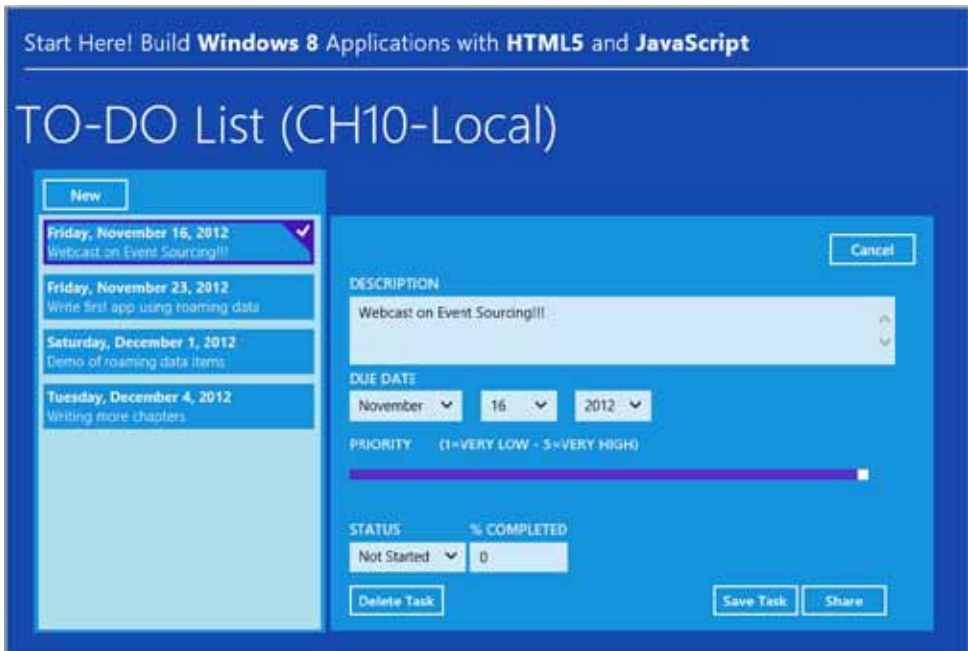 Start Here! Build Windows 8 Applications with HTML5 and JavaScript
TO-DO List (CH10-Local)
New
Friday, November 16, 2012
Webcast on Event Sourcing!!!
Friday, November 23, 2012
Write first app using roaming data
Saturday, December 1, 2012
Demo of roaming data items
Tuesday, December 4, 2012
Writing more chapters
Cancel
DESCRIPTION
Webcast on Event Sourcing!!!
DUE DATE
November 16 2012
PRIORITY (1=VERY LOW - 5=VERY HIGH)
STATUS % COMPLETED
Not Started 0
Delete Task Save Task Share